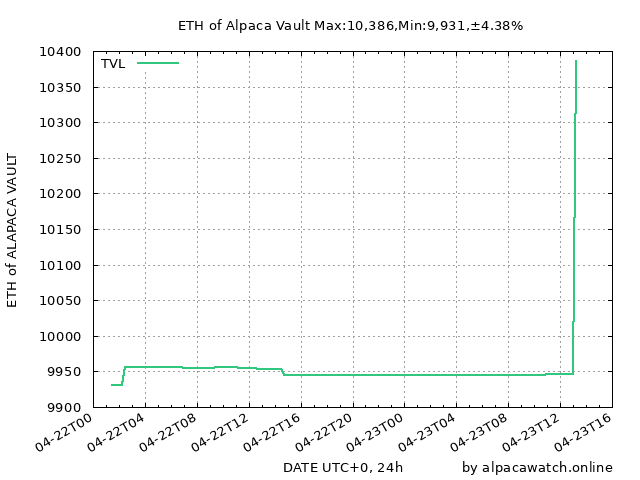 ETH of Alpaca Vault Max:10,386,Min:9,931,±4.38%
TVL
ETH of ALAPACA VAULT
10400
10350
10300
10250
10200
10150
10100
10050
10000
9950
9900
04-22T00
04-22T04
04-22T08
04-22T12
04-22T16
04-22T20
04-23T00
04-23T04
04-23T08
04-23T12
04-23T16
DATE UTC+0, 24h
by alpacawatch.online